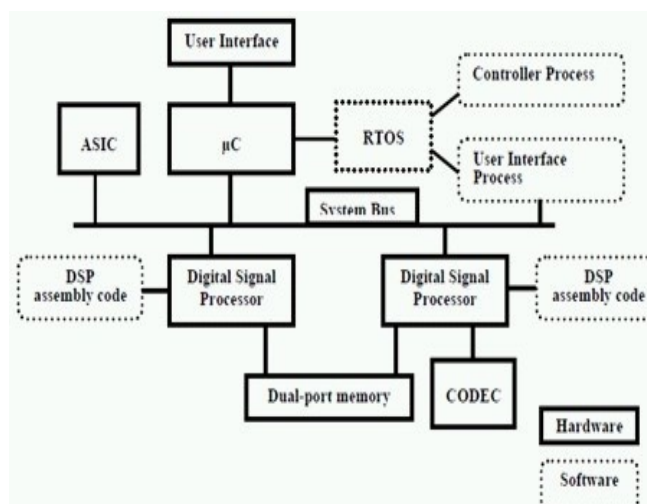 User Interface
Controller Process
ASIC
μC
RTOS
User Interface
Process
System Bus
DSP
assembly code
Digital Signal
Processor
Digital Signal
Processor
DSP
assembly code
Dual-port memory
CODEC
Hardware
Software